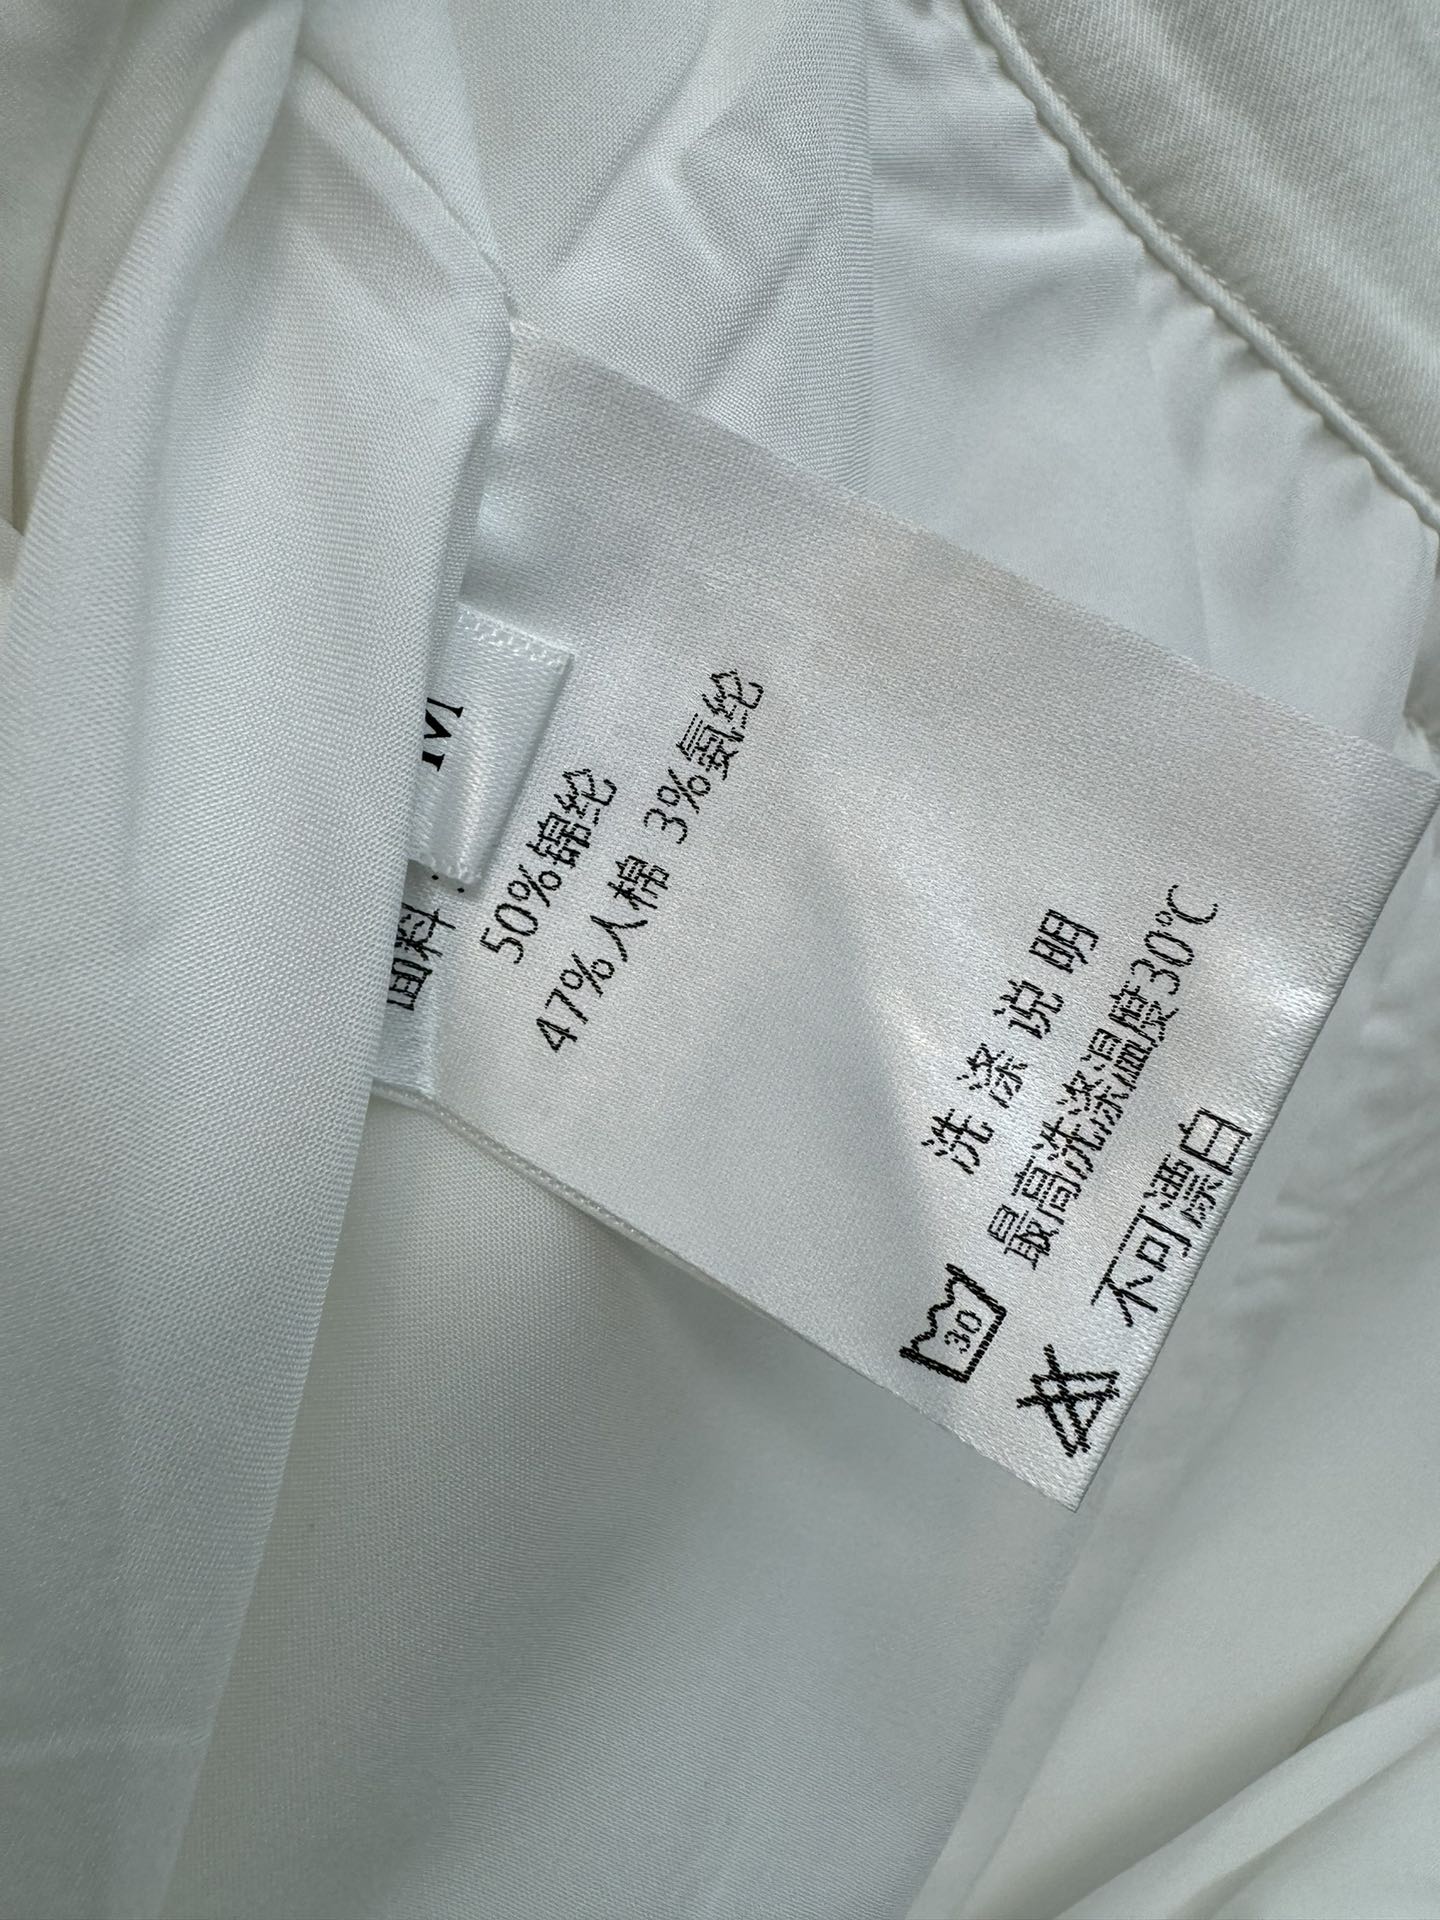 M
面料:
50%锦纶
47%人棉 3%氨纶
洗涤说明
30 最高洗涤温度30℃
不可漂白